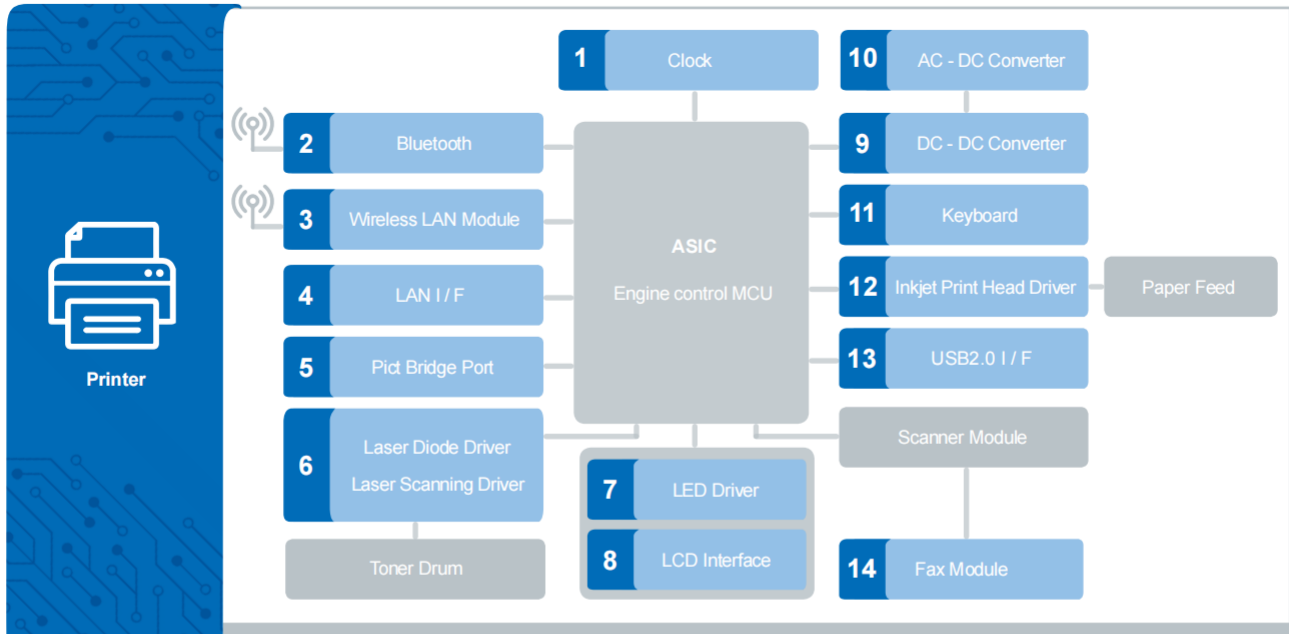 Printer
1
Clock
2
Bluetooth
3
Wireless LAN Module
4
LAN I / F
5
Pict Bridge Port
6
Laser Diode Driver
Laser Scanning Driver
Toner Drum
ASIC
Engine control MCU
7
LED Driver
8
LCD Interface
10
AC - DC Converter
9
DC - DC Converter
11
Keyboard
12
Inkjet Print Head Driver
Paper Feed
13
USB2.0 I / F
Scanner Module
14
Fax Module